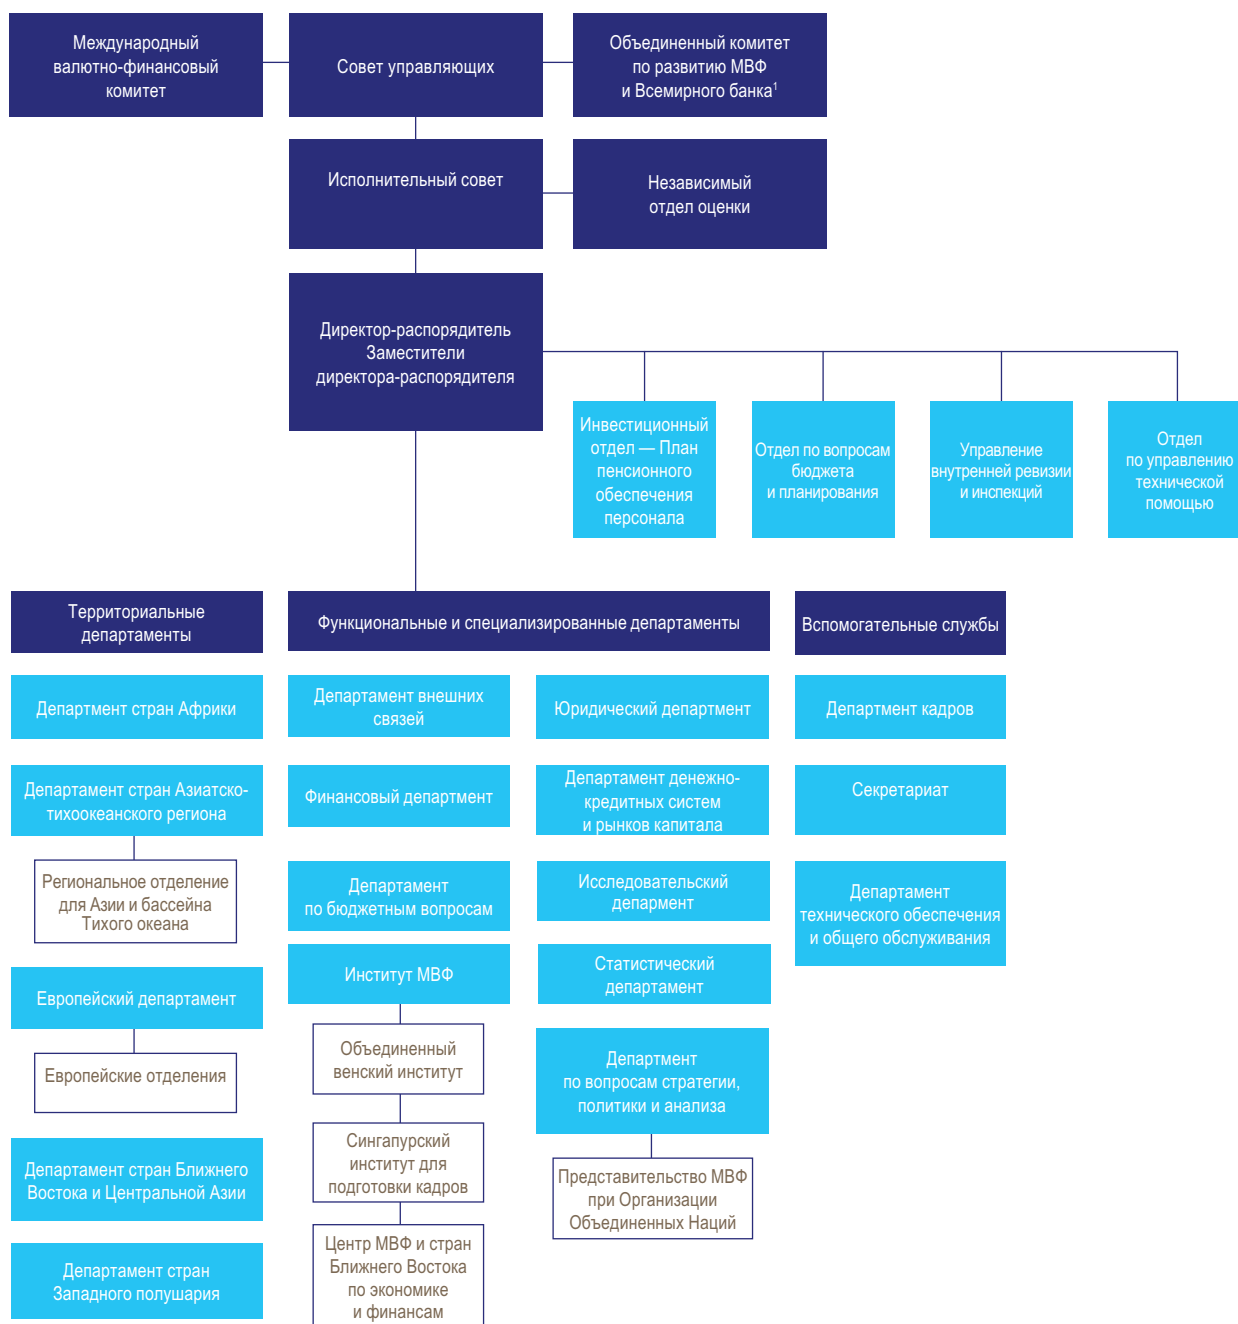 Международный
валютно-финансовый
комитет
Совет управляющих
Объединенный комитет
по развитию МВФ
и Всемирного банка¹
Исполнительный совет
Независимый
отдел оценки
Директор-распорядитель
Заместители
директора-распорядителя
Инвестиционный
отдел — План
пенсионного
обеспечения
персонала
Отдел по вопросам
бюджета
и планирования
Управление
внутренней ревизии
и инспекций
Отдел
по управлению
технической
помощью
Территориальные
департаменты
Функциональные и специализированные департаменты
Вспомогательные службы
Департмент стран Африки
Департамент стран Азиатско-
тихоокеанского региона
Региональное отделение
для Азии и бассейна
Тихого океана
Европейский департамент
Европейские отделения
Департамент стран Ближнего
Востока и Центральной Азии
Департамент стран
Западного полушария
Департамент внешних
связей
Финансовый департмент
Департамент
по бюджетным вопросам
Институт МВФ
Объединенный
венский институт
Сингапурский
институт для
подготовки кадров
Центр МВФ и стран
Ближнего Востока
по экономике
и финансам
Юридический департмент
Департамент денежно-
кредитных систем
и рынков капитала
Исследовательский
депармент
Статистический
департамент
Департмент
по вопросам стратегии,
политики и анализа
Представительство МВФ
при Организации
Объединенных Наций
Департмент кадров
Секретариат
Департамент
технического обеспечения
и общего обслуживания